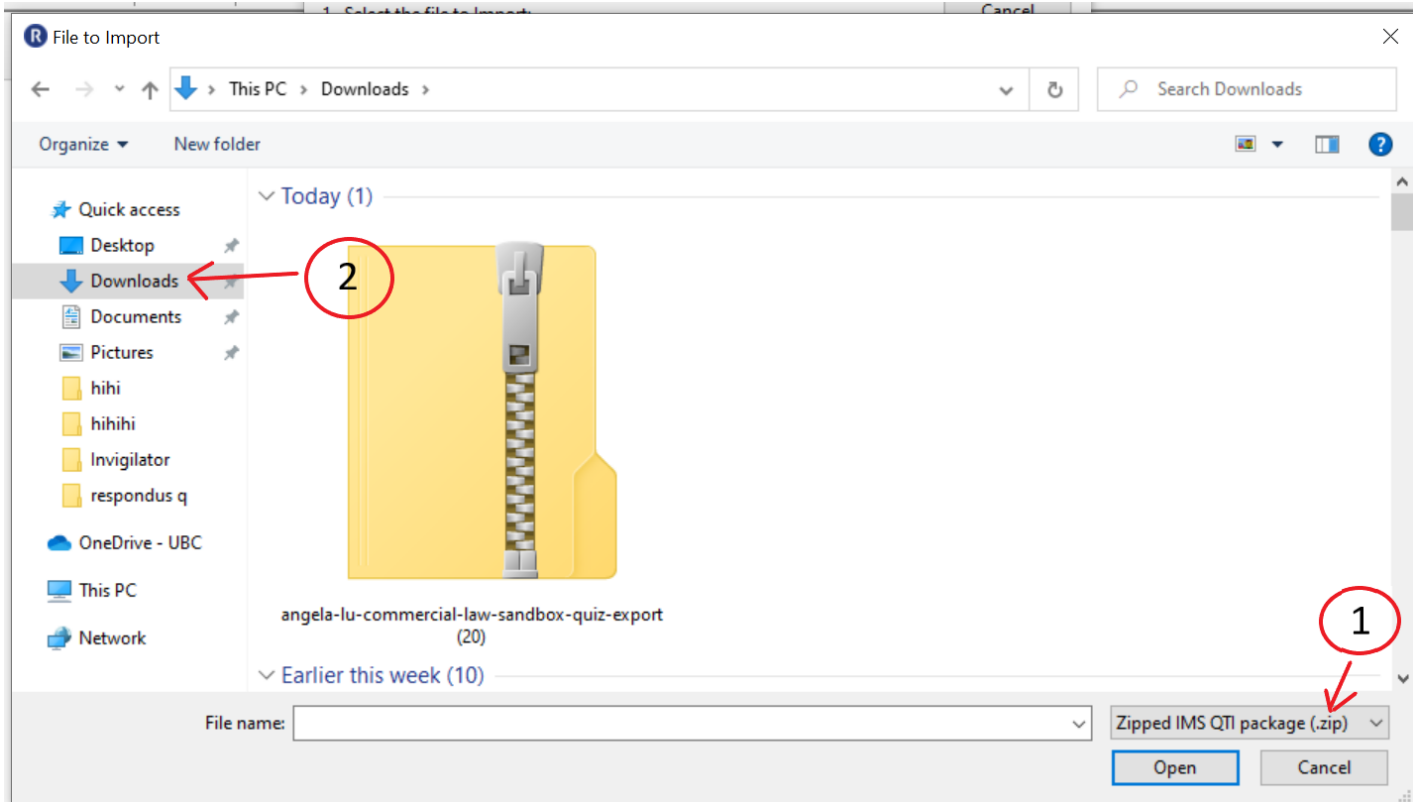 1. Select the file to Import:
Cancel
R File to Import
This PC > Downloads >
Search Downloads
Organize
New folder
?
Quick access
Desktop
Downloads
Documents
Pictures
hihi
hihihi
Invigilator
respondus q
OneDrive - UBC
This PC
Network
Today (1)
2
angela-lu-commercial-law-sandbox-quiz-export
(20)
Earlier this week (10)
1
File name:
Zipped IMS QTI package (.zip)
Open
Cancel